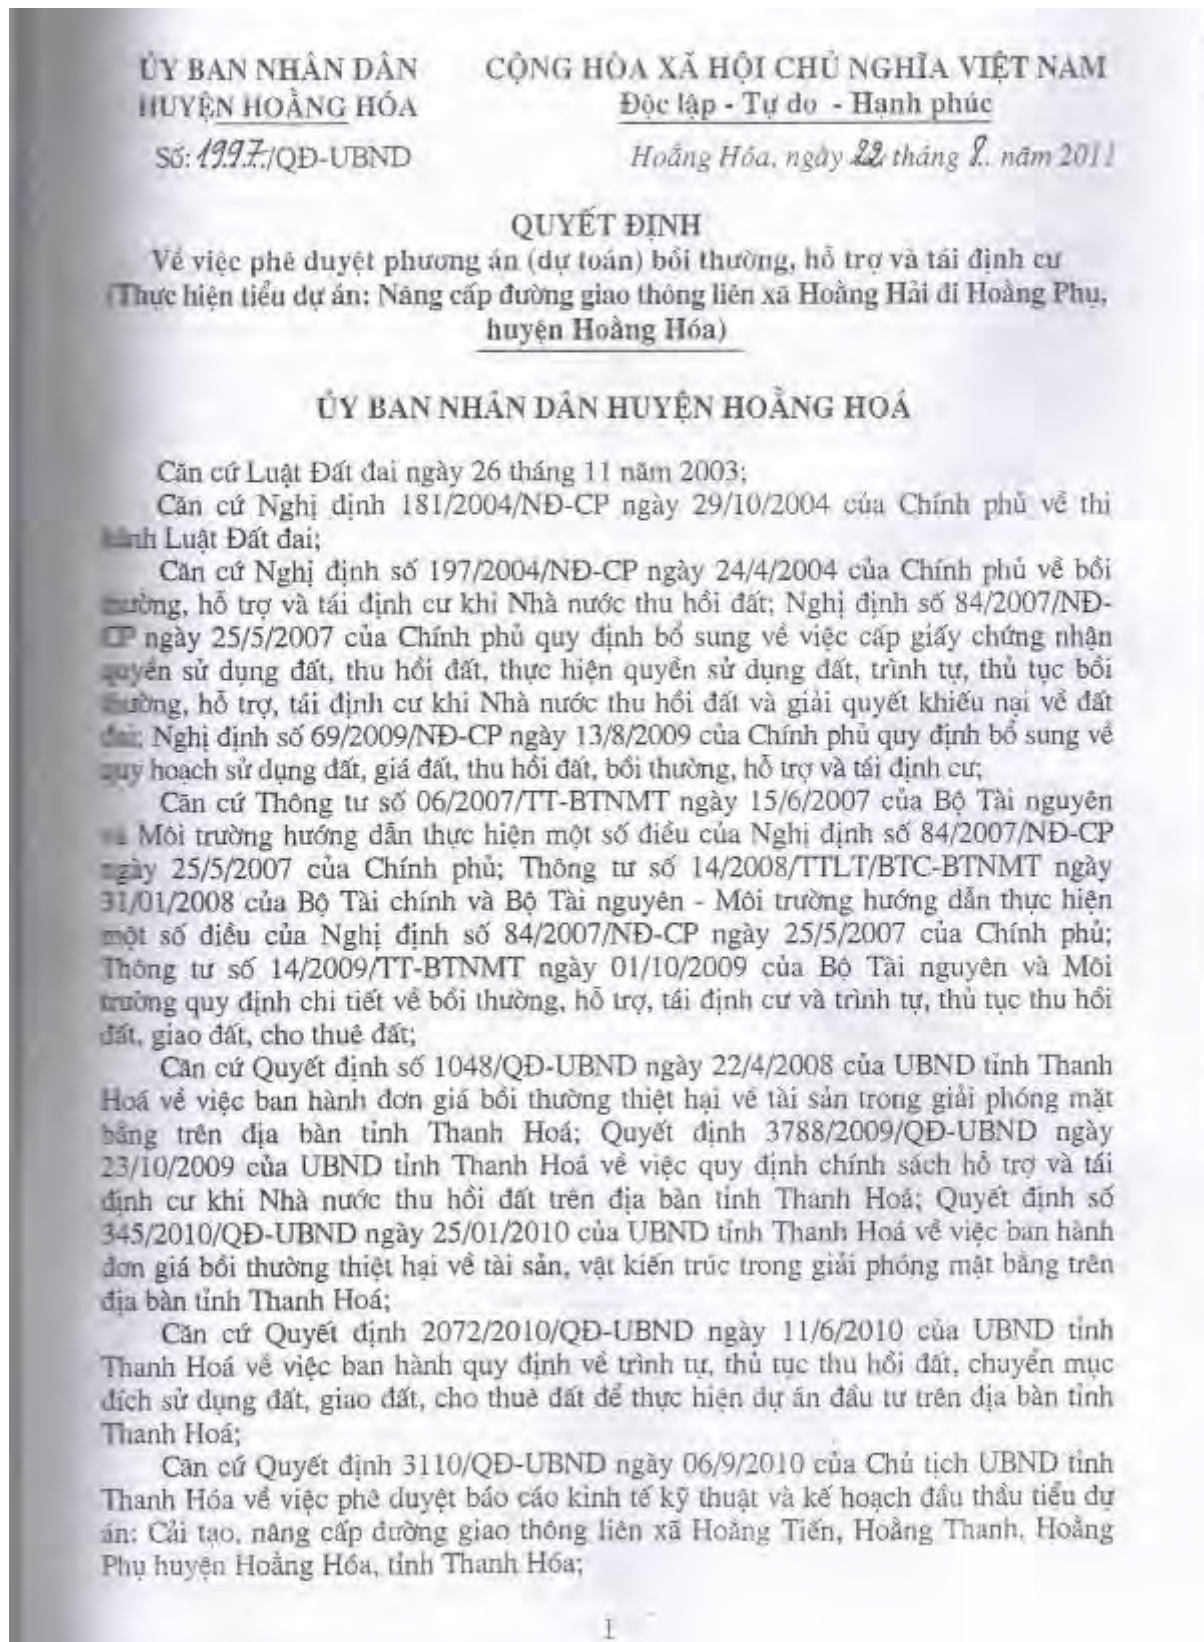 ỦY BAN NHÂN DÂN
HUYỆN HOẰNG HÓA
CỘNG HÒA XÃ HỘI CHỦ NGHĨA VIỆT NAM
Độc lập - Tự do - Hạnh phúc
Số: 1997/QĐ-UBND
Hoằng Hóa, ngày 22 tháng 8 năm 2011
QUYẾT ĐỊNH
Về việc phê duyệt phương án (dự toán) bồi thường, hỗ trợ và tái định cư
(Thực hiện tiểu dự án: Nâng cấp đường giao thông liên xã Hoằng Hải đi Hoằng Phụ,
huyện Hoằng Hóa)
ỦY BAN NHÂN DÂN HUYỆN HOẰNG HOÁ
Căn cứ Luật Đất đai ngày 26 tháng 11 năm 2003;
Căn cứ Nghị định 181/2004/NĐ-CP ngày 29/10/2004 của Chính phủ về thi
hành Luật Đất đai;
Căn cứ Nghị định số 197/2004/NĐ-CP ngày 24/4/2004 của Chính phủ về bồi
thường, hỗ trợ và tái định cư khi Nhà nước thu hồi đất; Nghị định số 84/2007/NĐ-
CP ngày 25/5/2007 của Chính phủ quy định bổ sung về việc cấp giấy chứng nhận
quyền sử dụng đất, thu hồi đất, thực hiện quyền sử dụng đất, trình tự, thủ tục bồi
thường, hỗ trợ, tái định cư khi Nhà nước thu hồi đất và giải quyết khiếu nại về đất
đai; Nghị định số 69/2009/NĐ-CP ngày 13/8/2009 của Chính phủ quy định bổ sung về
quy hoạch sử dụng đất, giá đất, thu hồi đất, bồi thường, hỗ trợ và tái định cư;
Căn cứ Thông tư số 06/2007/TT-BTNMT ngày 15/6/2007 của Bộ Tài nguyên
và Môi trường hướng dẫn thực hiện một số điều của Nghị định số 84/2007/NĐ-CP
ngày 25/5/2007 của Chính phủ; Thông tư số 14/2008/TTLT/BTC-BTNMT ngày
31/01/2008 của Bộ Tài chính và Bộ Tài nguyên - Môi trường hướng dẫn thực hiện
một số điều của Nghị định số 84/2007/NĐ-CP ngày 25/5/2007 của Chính phủ;
Thông tư số 14/2009/TT-BTNMT ngày 01/10/2009 của Bộ Tài nguyên và Môi
trường quy định chi tiết về bồi thường, hỗ trợ, tái định cư và trình tự, thủ tục thu hồi
đất, giao đất, cho thuê đất;
Căn cứ Quyết định số 1048/QĐ-UBND ngày 22/4/2008 của UBND tỉnh Thanh
Hoá về việc ban hành đơn giá bồi thường thiệt hại về tài sản trong giải phóng mặt
bằng trên địa bàn tỉnh Thanh Hoá; Quyết định 3788/2009/QĐ-UBND ngày
23/10/2009 của UBND tỉnh Thanh Hoá về việc quy định chính sách hỗ trợ và tái
định cư khi Nhà nước thu hồi đất trên địa bàn tỉnh Thanh Hoá; Quyết định số
345/2010/QĐ-UBND ngày 25/01/2010 của UBND tỉnh Thanh Hoá về việc ban hành
đơn giá bồi thường thiệt hại về tài sản, vật kiến trúc trong giải phóng mặt bằng trên
địa bàn tỉnh Thanh Hoá;
Căn cứ Quyết định 2072/2010/QĐ-UBND ngày 11/6/2010 của UBND tỉnh
Thanh Hoá về việc ban hành quy định về trình tự, thủ tục thu hồi đất, chuyển mục
đích sử dụng đất, giao đất, cho thuê đất để thực hiện dự án đầu tư trên địa bàn tỉnh
Thanh Hoá;
Căn cứ Quyết định 3110/QĐ-UBND ngày 06/9/2010 của Chủ tịch UBND tỉnh
Thanh Hóa về việc phê duyệt báo cáo kinh tế kỹ thuật và kế hoạch đấu thầu tiểu dự
án: Cải tạo, nâng cấp đường giao thông liên xã Hoằng Tiến, Hoằng Thanh, Hoằng
Phụ huyện Hoằng Hóa, tỉnh Thanh Hóa;
1